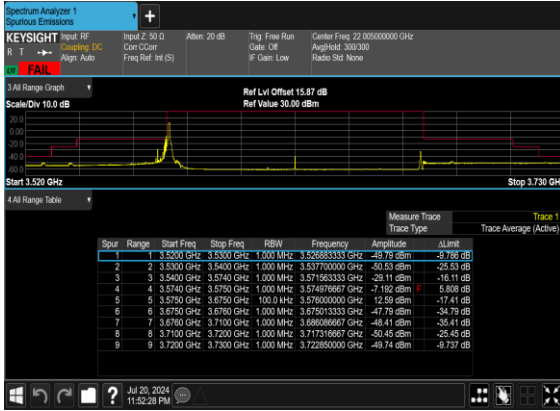 Spectrum Analyzer 1
Spurious Emissions
+
KEYSIGHT Input: RF Input Z: 50 Ω Atten: 20 dB Trig: Free Run Center Freq: 22.005000000 GHz
R T Coupling: DC Corr CCorr Gate: Off Avg|Hold: 300/300
Align: Auto Freq Ref: Int (S) IF Gain: Low Radio Std: None
FAIL
3 All Range Graph
Ref Lvl Offset 15.87 dB
Scale/Div 10.0 dB Ref Value 30.00 dBm
20.0
0.00
-20.0
-40.0
-60.0
Start 3.520 GHz Stop 3.730 GH
4 All Range Table
Measure Trace Trace 1
Trace Type Trace Average (Active)
Spur Range Start Freq Stop Freq RBW Frequency Amplitude ΔLimit
1 1 3.5200 GHz 3.5300 GHz 1.000 MHz 3.526883333 GHz -49.79 dBm -9.786 dB
2 2 3.5300 GHz 3.5400 GHz 1.000 MHz 3.537700000 GHz -50.53 dBm -25.53 dB
3 3 3.5400 GHz 3.5740 GHz 1.000 MHz 3.571563333 GHz -29.11 dBm -16.11 dB
4 4 3.5740 GHz 3.5750 GHz 1.000 MHz 3.574976667 GHz -7.192 dBm F 5.808 dB
5 5 3.5750 GHz 3.6750 GHz 100.0 kHz 3.576000000 GHz 12.59 dBm -17.41 dB
6 6 3.6750 GHz 3.6760 GHz 1.000 MHz 3.675013333 GHz -47.79 dBm -34.79 dB
7 7 3.6760 GHz 3.7100 GHz 1.000 MHz 3.686086667 GHz -48.41 dBm -35.41 dB
8 8 3.7100 GHz 3.7200 GHz 1.000 MHz 3.717316667 GHz -50.45 dBm -25.45 dB
9 9 3.7200 GHz 3.7300 GHz 1.000 MHz 3.722850000 GHz -49.74 dBm -9.737 dB
? Jul 20, 2024
11:52:28 PM